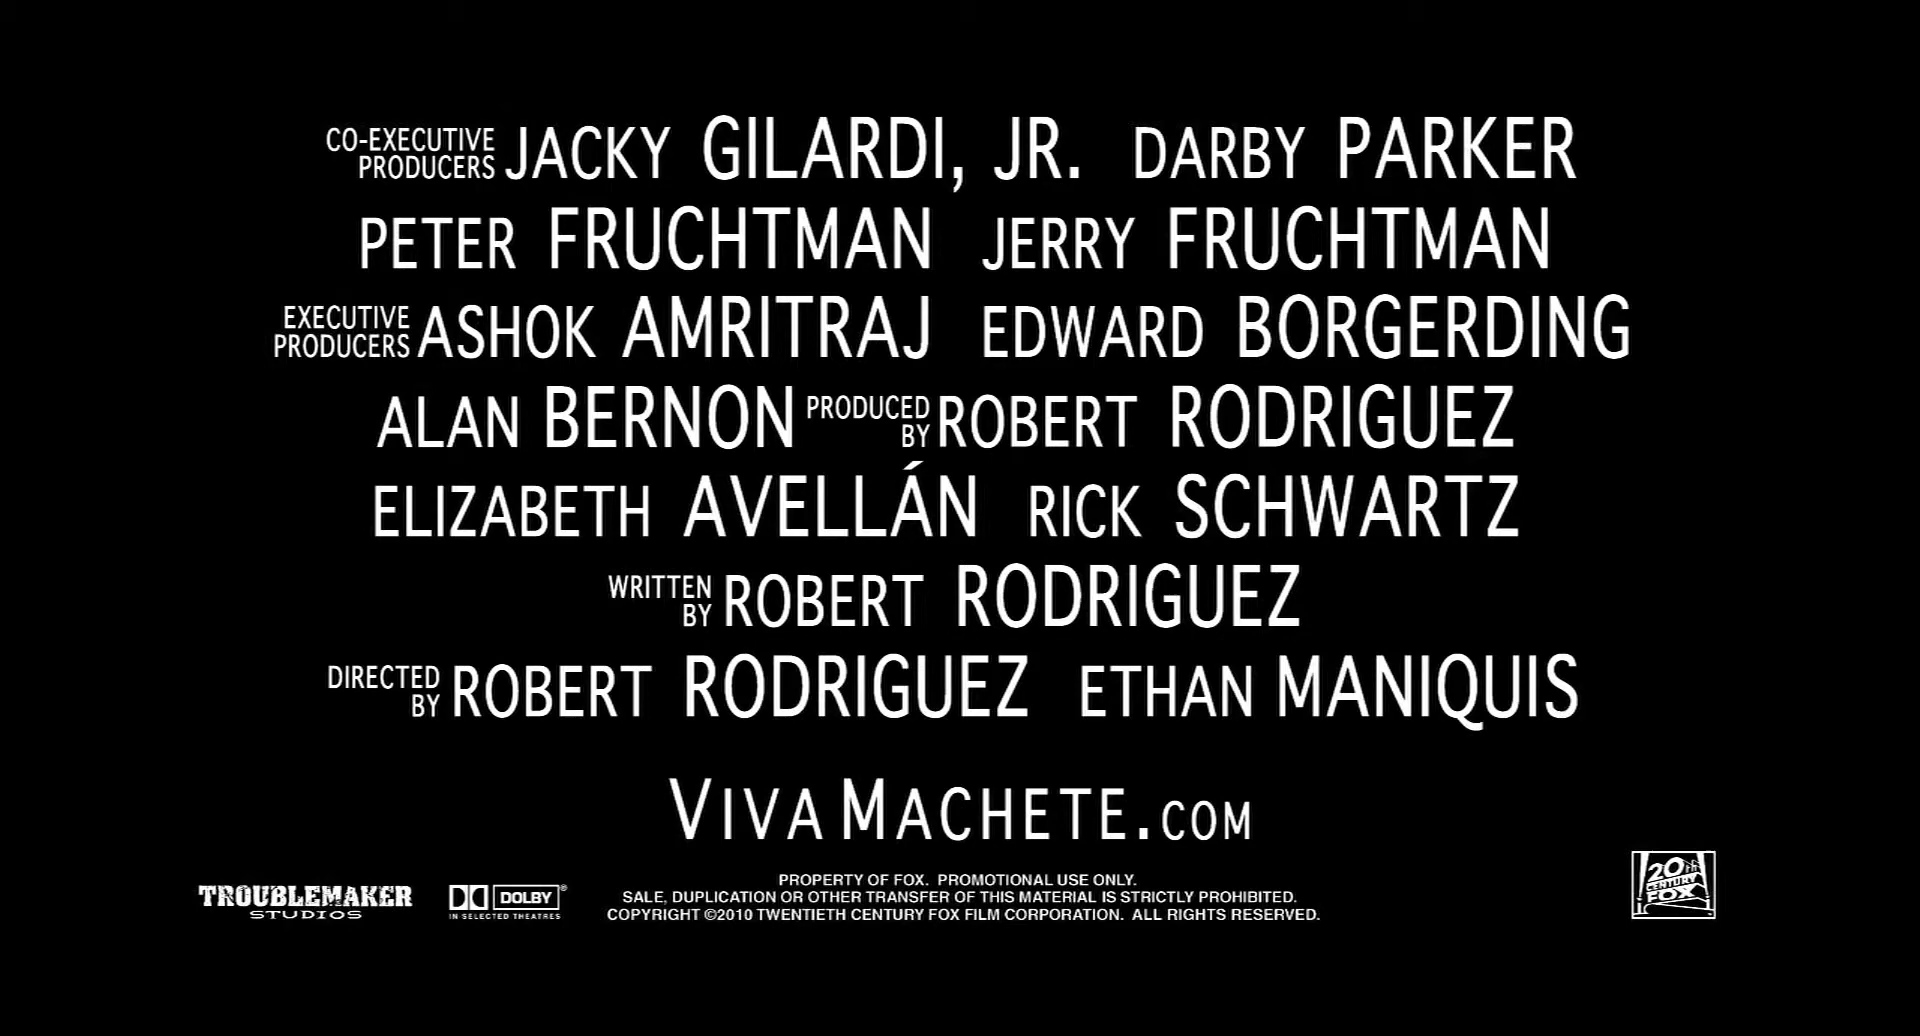 CO-EXECUTIVE PRODUCERS JACKY GILARDI, JR. DARBY PARKER
PETER FRUCHTMAN JERRY FRUCHTMAN
EXECUTIVE PRODUCERS ASHOK AMRITRAJ EDWARD BORGERDING
ALAN BERNON PRODUCED BY ROBERT RODRIGUEZ
ELIZABETH AVELLÁN RICK SCHWARTZ
WRITTEN BY ROBERT RODRIGUEZ
DIRECTED BY ROBERT RODRIGUEZ ETHAN MANIQUIS
VIVAMACHETE.COM
TROUBLEMAKER
STUDIOS
DOLBY®
IN SELECTED THEATRES
PROPERTY OF FOX. PROMOTIONAL USE ONLY.
SALE, DUPLICATION OR OTHER TRANSFER OF THIS MATERIAL IS STRICTLY PROHIBITED.
COPYRIGHT ©2010 TWENTIETH CENTURY FOX FILM CORPORATION. ALL RIGHTS RESERVED.
20TH
CENTURY
FOX